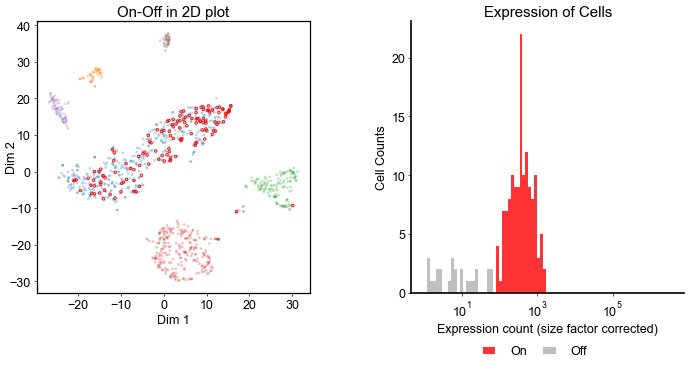 On-Off in 2D plot
Expression of Cells
40
30
20
10
0
−10
−20
−30
Dim 2
−20
−10
0
10
20
30
Dim 1
20
15
10
5
0
Cell Counts
10^1
10^3
10^5
Expression count (size factor corrected)
On
Off